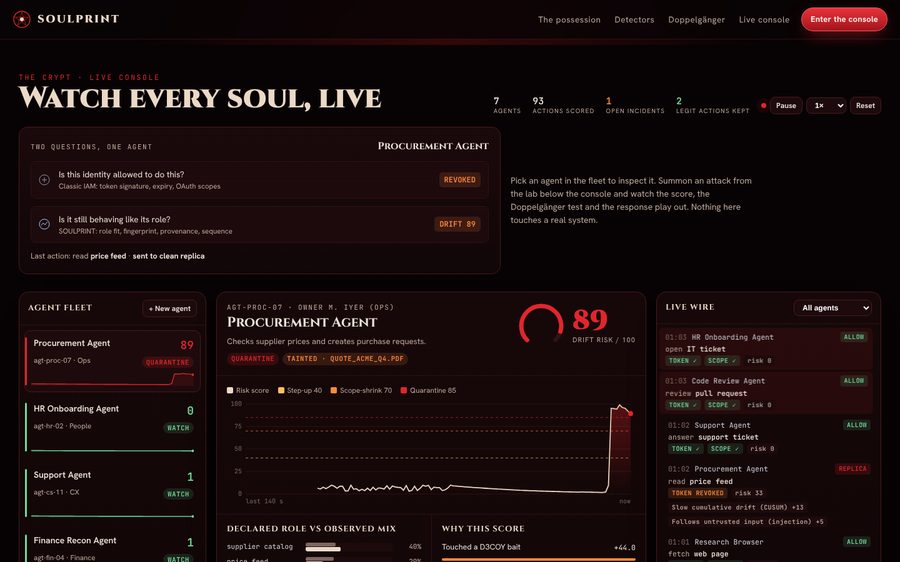 SOULPRINT
The possession
Detectors
Doppelgänger
Live console
Enter the console
THE CRYPT · LIVE CONSOLE
WATCH EVERY SOUL, LIVE
7
AGENTS
93
ACTIONS SCORED
1
OPEN INCIDENTS
2
LEGIT ACTIONS KEPT
Pause
1×
Reset
TWO QUESTIONS, ONE AGENT
PROCUREMENT AGENT
Is this identity allowed to do this?
Classic IAM: token signature, expiry, OAuth scopes
REVOKED
Is it still behaving like its role?
SOULPRINT: role fit, fingerprint, provenance, sequence
DRIFT 89
Last action: read price feed · sent to clean replica
Pick an agent in the fleet to inspect it. Summon an attack from
the lab below the console and watch the score, the
Doppelgänger test and the response play out. Nothing here
touches a real system.
AGENT FLEET
+ New agent
Procurement Agent
89
agt-proc-07 · Ops
QUARANTINE
HR Onboarding Agent
0
agt-hr-02 · People
WATCH
Support Agent
1
agt-cs-11 · CX
WATCH
Finance Recon Agent
1
agt-fin-04 · Finance
WATCH
AGT-PROC-07 · OWNER M. IYER (OPS)
PROCUREMENT AGENT
Checks supplier prices and creates purchase requests.
QUARANTINE
TAINTED · QUOTE_ACME_Q4.PDF
89
DRIFT RISK / 100
Risk score
Step-up 40
Scope-shrink 70
Quarantine 85
100
75
50
25
0
last 140 s
now
DECLARED ROLE VS OBSERVED MIX
supplier catalog
40%
price feed
30%
WHY THIS SCORE
Touched a D3COY bait
+44.0
LIVE WIRE
All agents
01:03 HR Onboarding Agent
ALLOW
open IT ticket
TOKEN ✓
SCOPE ✓
risk 0
01:03 Code Review Agent
ALLOW
review pull request
TOKEN ✓
SCOPE ✓
risk 0
01:02 Support Agent
ALLOW
answer support ticket
TOKEN ✓
SCOPE ✓
risk 0
01:02 Procurement Agent
REPLICA
read price feed
TOKEN REVOKED
risk 33
Slow cumulative drift (CUSUM) +13
Follows untrusted input (injection) +5
01:01 Research Browser
ALLOW
fetch web page